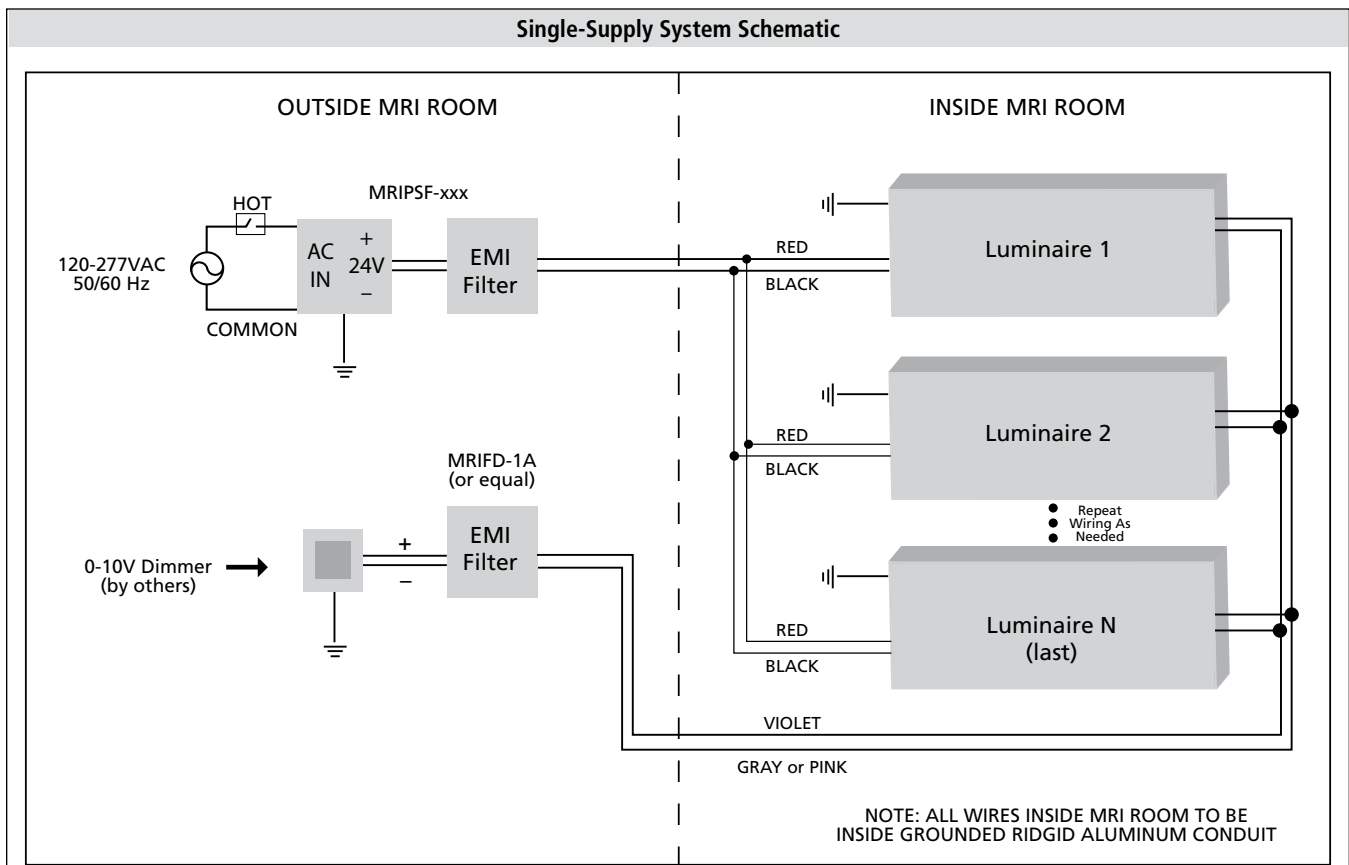 Single-Supply System Schematic
OUTSIDE MRI ROOM
INSIDE MRI ROOM
MRIPSF-xxx
HOT
120-277VAC
50/60 Hz
AC
IN
+
24V
–
EMI
Filter
COMMON
RED
BLACK
Luminaire 1
RED
BLACK
Luminaire 2
Repeat
Wiring As
Needed
MRIFD-1A
(or equal)
0-10V Dimmer
(by others)
+
–
EMI
Filter
RED
BLACK
Luminaire N
(last)
VIOLET
GRAY or PINK
NOTE: ALL WIRES INSIDE MRI ROOM TO BE
INSIDE GROUNDED RIDGID ALUMINUM CONDUIT